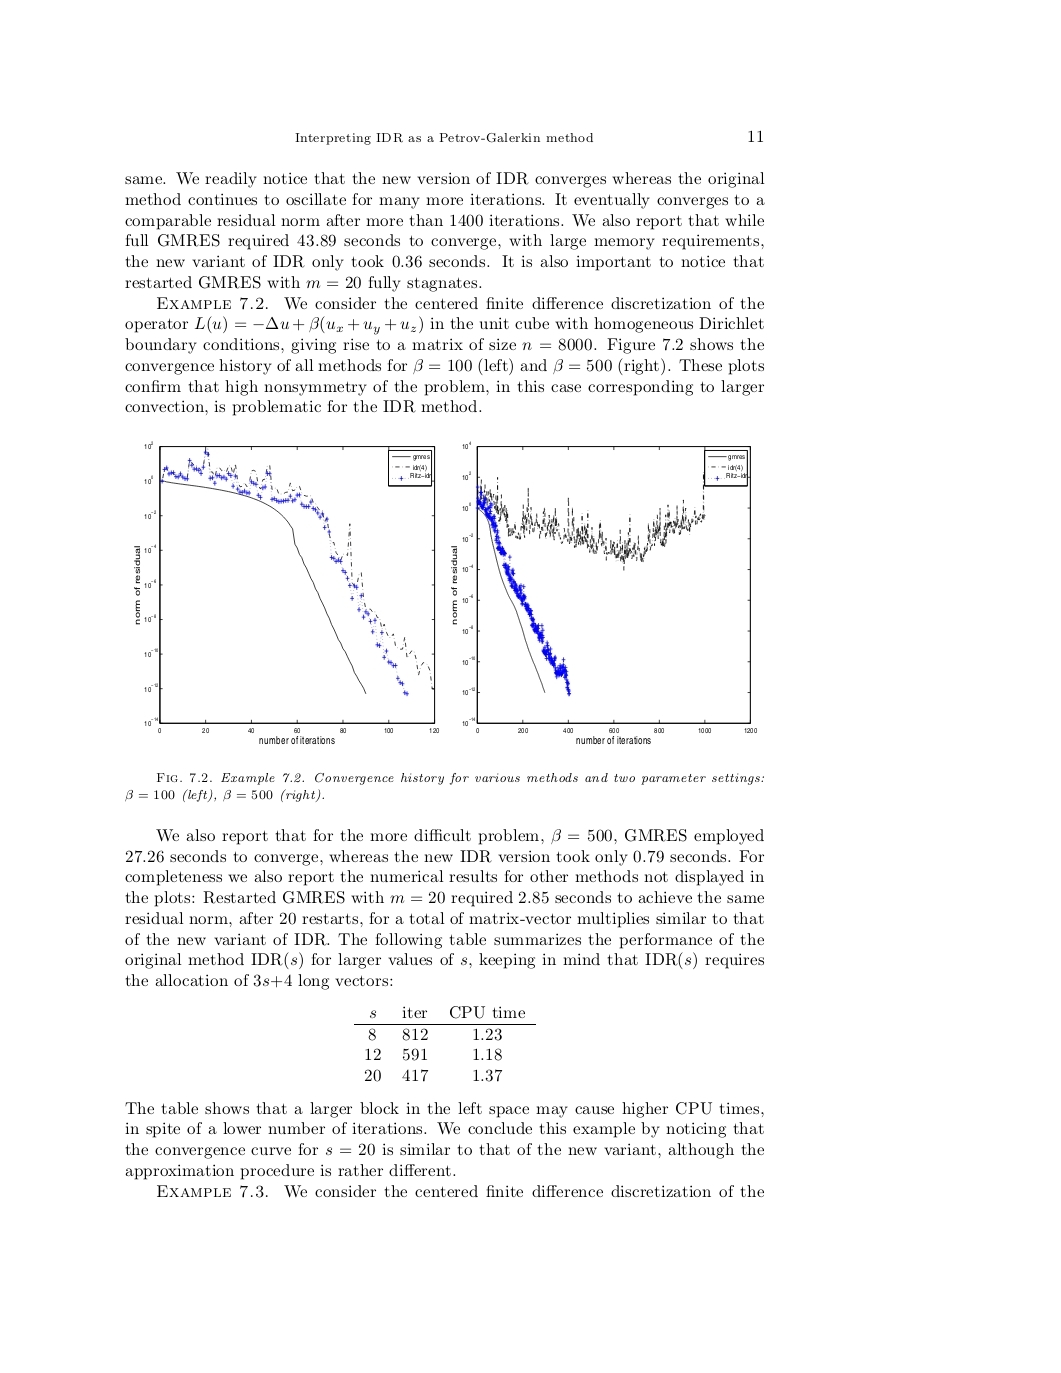 Interpreting IDR as a Petrov-Galerkin method 11
same. We readily notice that the new version of IDR converges whereas the original
method continues to oscillate for many more iterations. It eventually converges to a
comparable residual norm after more than 1400 iterations. We also report that while
full GMRES required 43.89 seconds to converge, with large memory requirements,
the new variant of IDR only took 0.36 seconds. It is also important to notice that
restarted GMRES with m = 20 fully stagnates.
EXAMPLE 7.2. We consider the centered finite difference discretization of the
operator L(u) = −Δu + β(u_x + u_y + u_z) in the unit cube with homogeneous Dirichlet
boundary conditions, giving rise to a matrix of size n = 8000. Figure 7.2 shows the
convergence history of all methods for β = 100 (left) and β = 500 (right). These plots
confirm that high nonsymmetry of the problem, in this case corresponding to larger
convection, is problematic for the IDR method.
10^2
10^0
10^−2
10^−4
10^−6
10^−8
10^−10
10^−12
10^−14
norm of residual
0 20 40 60 80 100 120
number of iterations
gmres
idr(4)
Ritz−idr
10^4
10^2
10^0
10^−2
10^−4
10^−6
10^−8
10^−10
10^−12
10^−14
norm of residual
0 200 400 600 800 1000 1200
number of iterations
gmres
idr(4)
Ritz−idr
FIG. 7.2. Example 7.2. Convergence history for various methods and two parameter settings:
β = 100 (left), β = 500 (right).
We also report that for the more difficult problem, β = 500, GMRES employed
27.26 seconds to converge, whereas the new IDR version took only 0.79 seconds. For
completeness we also report the numerical results for other methods not displayed in
the plots: Restarted GMRES with m = 20 required 2.85 seconds to achieve the same
residual norm, after 20 restarts, for a total of matrix-vector multiplies similar to that
of the new variant of IDR. The following table summarizes the performance of the
original method IDR(s) for larger values of s, keeping in mind that IDR(s) requires
the allocation of 3s+4 long vectors:
s iter CPU time
8 812 1.23
12 591 1.18
20 417 1.37
The table shows that a larger block in the left space may cause higher CPU times,
in spite of a lower number of iterations. We conclude this example by noticing that
the convergence curve for s = 20 is similar to that of the new variant, although the
approximation procedure is rather different.
EXAMPLE 7.3. We consider the centered finite difference discretization of the